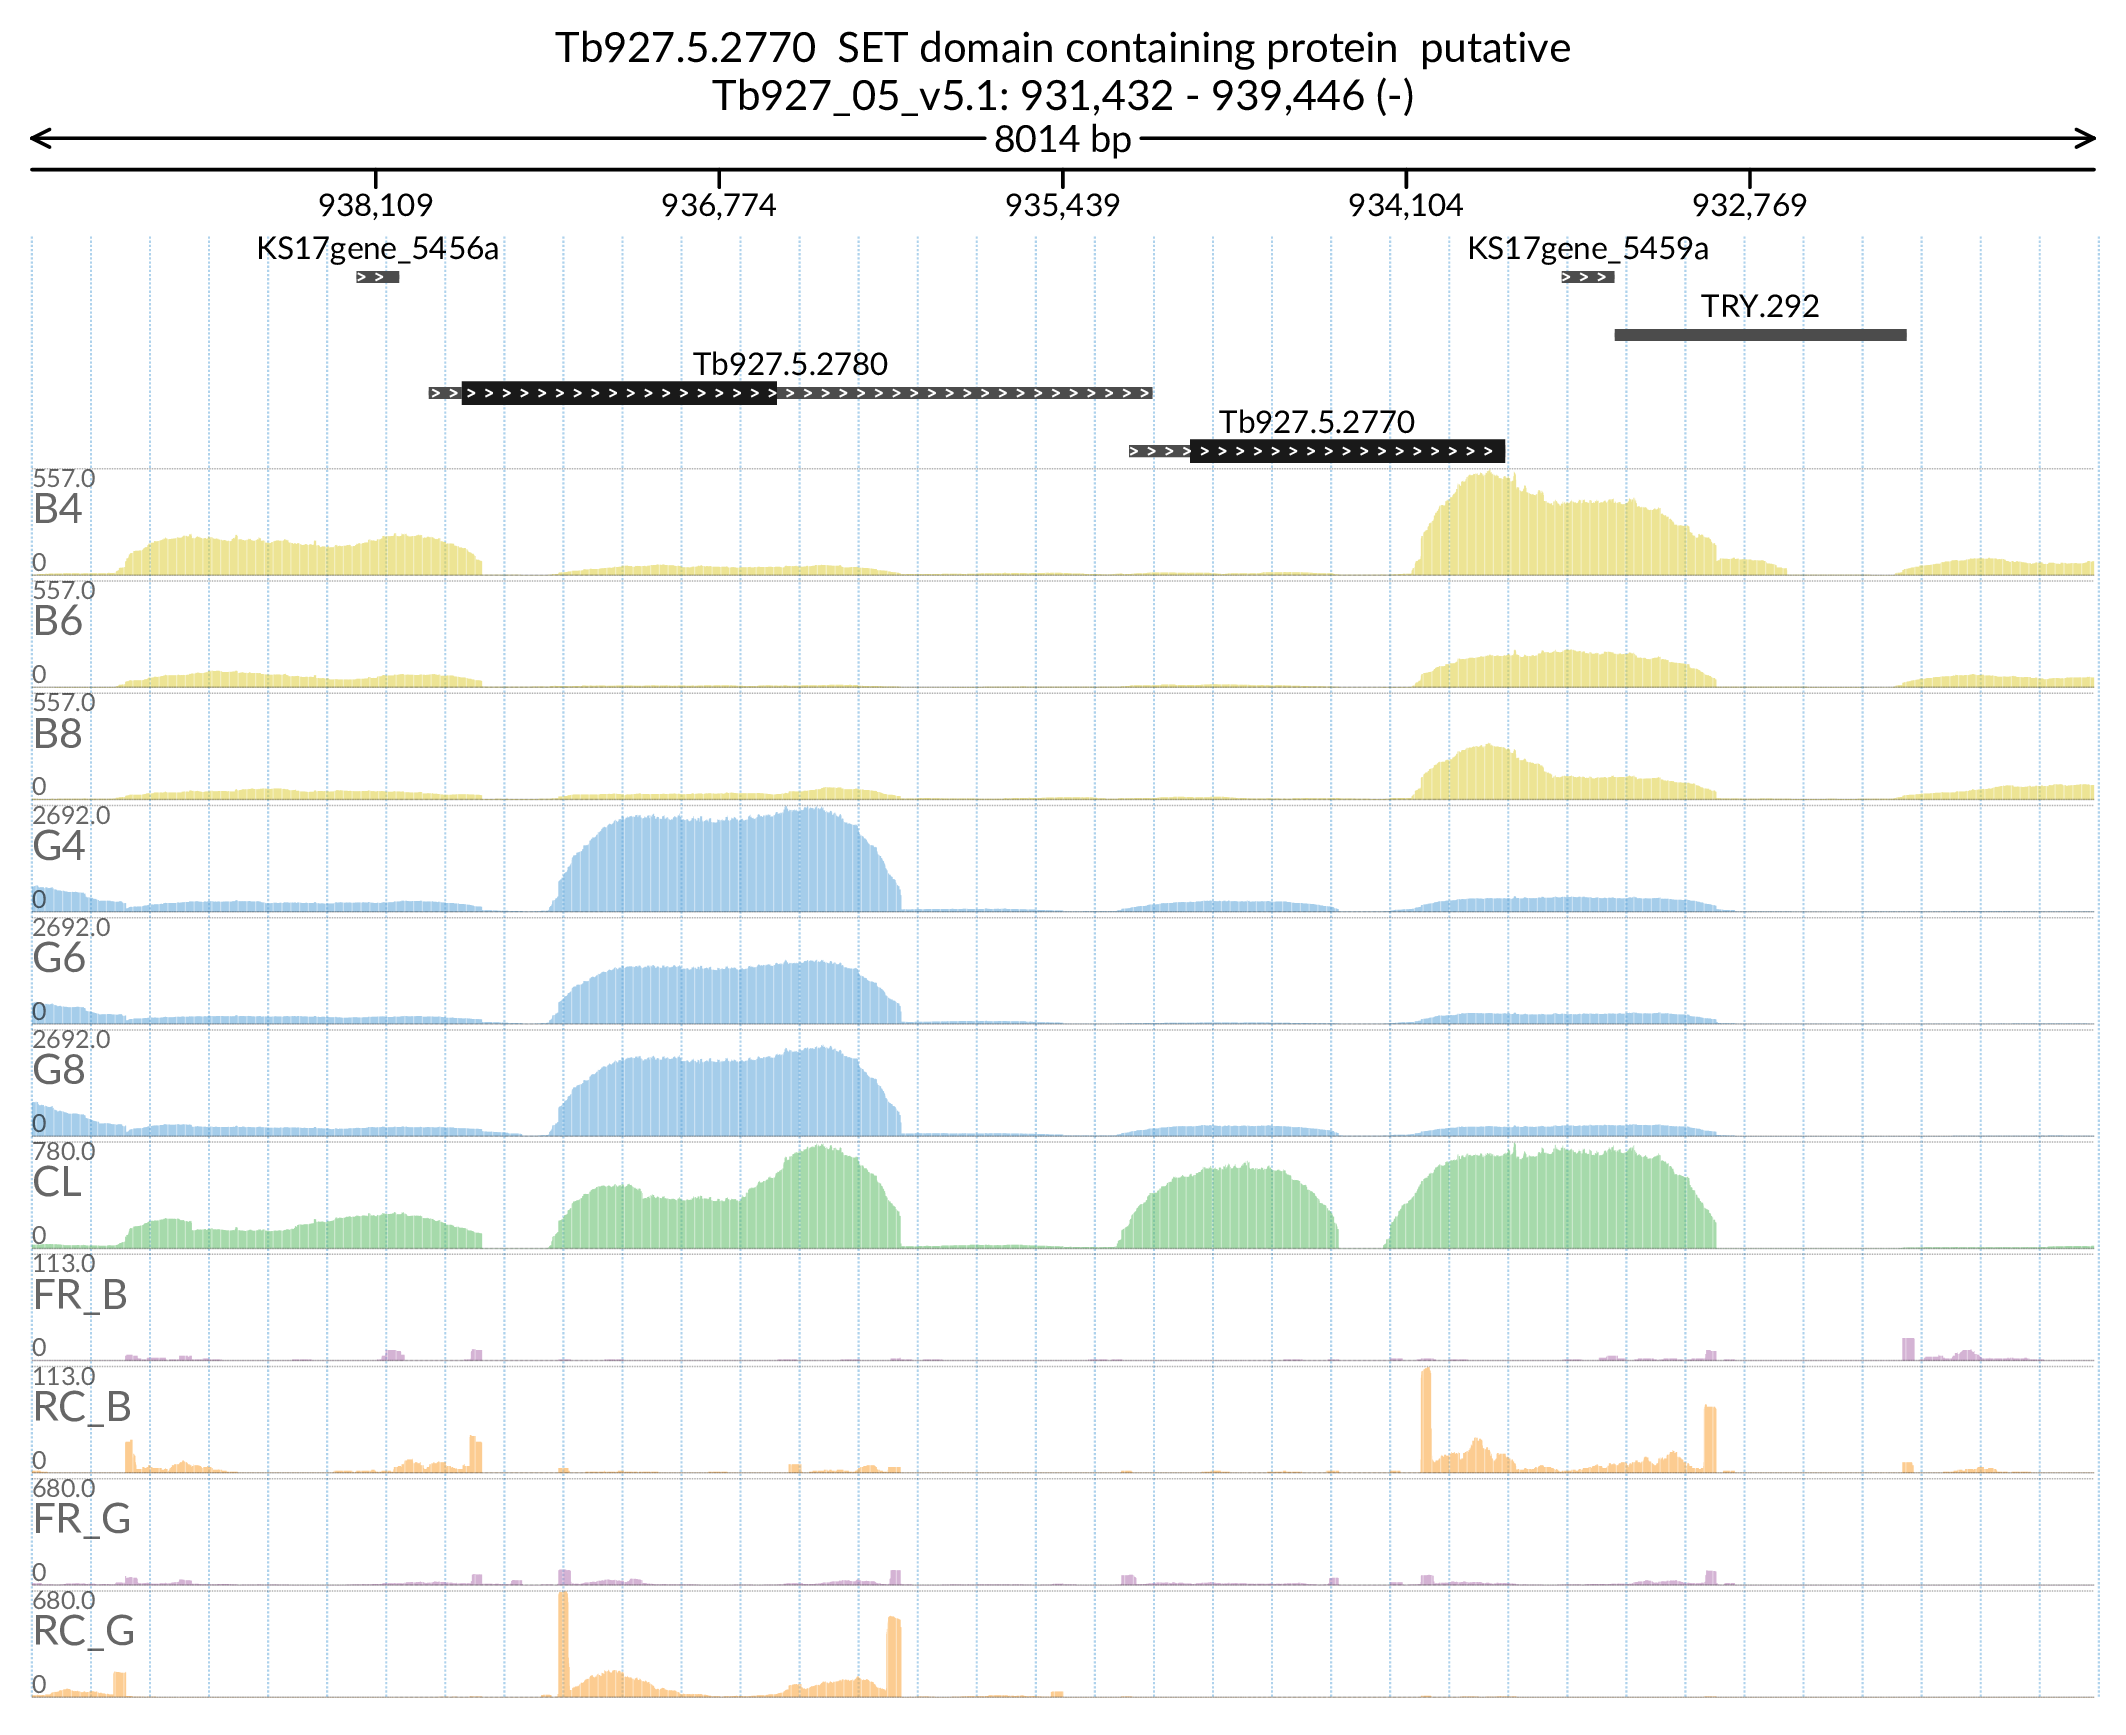 Tb927.5.2770  SET domain containing protein  putative
Tb927_05_v5.1: 931,432 - 939,446 (-)
8014 bp
938,109 936,774 935,439 934,104 932,769
KS17gene_5456a KS17gene_5459a
TRY.292
Tb927.5.2780
Tb927.5.2770
557.0
B4
0
557.0
B6
0
557.0
B8
0
2692.0
G4
0
2692.0
G6
0
2692.0
G8
0
780.0
CL
0
113.0
FR_B
0
113.0
RC_B
0
680.0
FR_G
0
680.0
RC_G
0